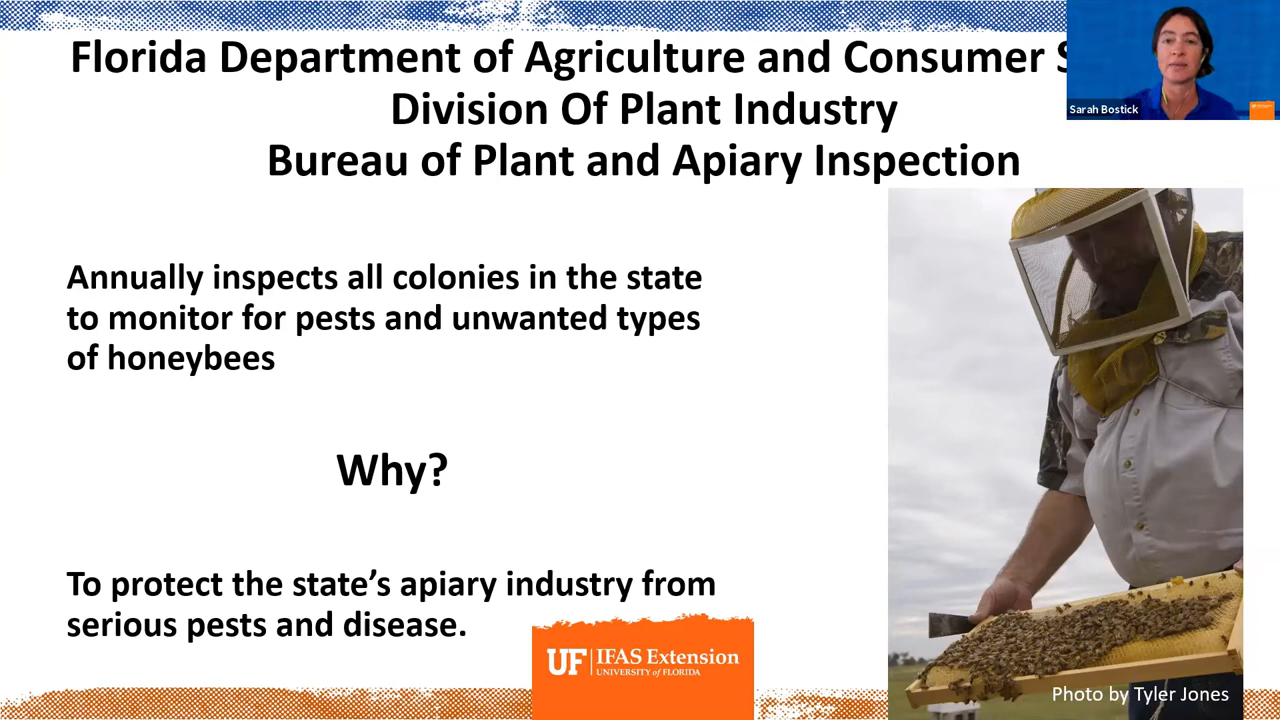 Florida Department of Agriculture and Consumer S
Division Of Plant Industry
Bureau of Plant and Apiary Inspection
Sarah Bostick
Annually inspects all colonies in the state
to monitor for pests and unwanted types
of honeybees
Why?
To protect the state's apiary industry from
serious pests and disease.
UF IFAS Extension
UNIVERSITY of FLORIDA
Photo by Tyler Jones